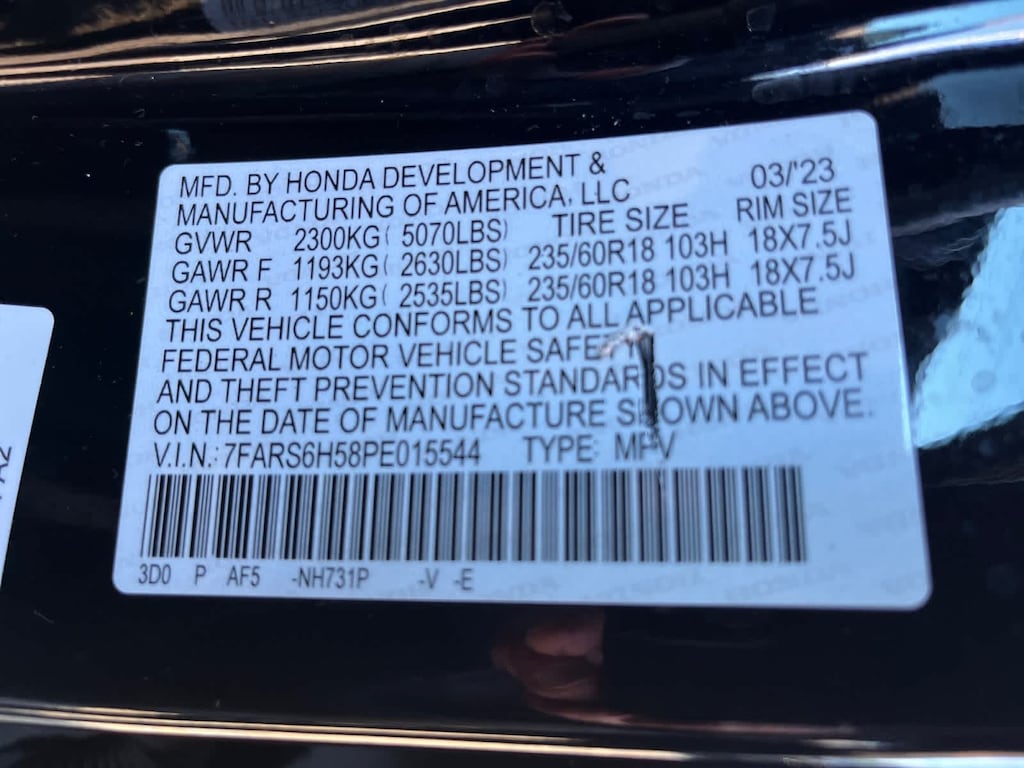 MFD. BY HONDA DEVELOPMENT &
MANUFACTURING OF AMERICA, LLC 03/'23
GVWR 2300KG( 5070LBS) TIRE SIZE RIM SIZE
GAWR F 1193KG( 2630LBS) 235/60R18 103H 18X7.5J
GAWR R 1150KG( 2535LBS) 235/60R18 103H 18X7.5J
THIS VEHICLE CONFORMS TO ALL APPLICABLE
FEDERAL MOTOR VEHICLE SAFETY
AND THEFT PREVENTION STANDARDS IN EFFECT
ON THE DATE OF MANUFACTURE SHOWN ABOVE.
V.I.N.: 7FARS6H58PE015544 TYPE: MPV
3D0 P AF5 -NH731P -V -E